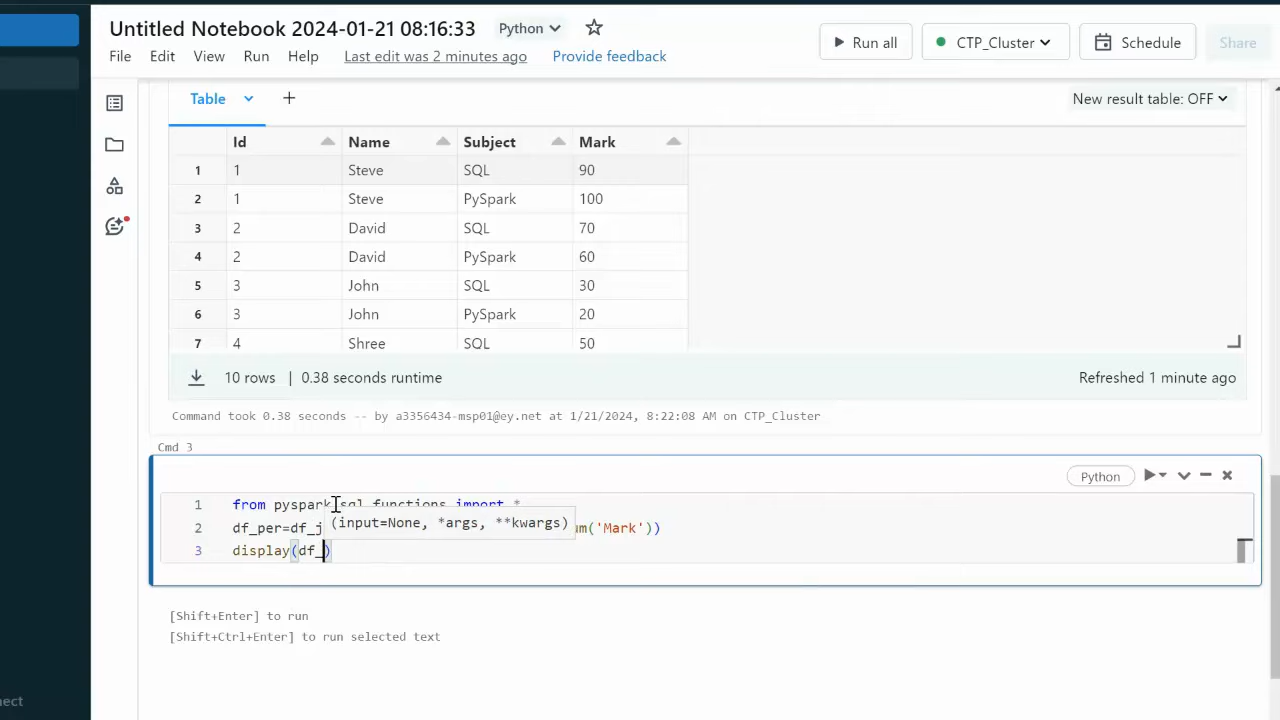 Untitled Notebook 2024-01-21 08:16:33 Python
File Edit View Run Help Last edit was 2 minutes ago Provide feedback
Run all CTP_Cluster Schedule Share
Table + New result table: OFF
Id Name Subject Mark
1 1 Steve SQL 90
2 1 Steve PySpark 100
3 2 David SQL 70
4 2 David PySpark 60
5 3 John SQL 30
6 3 John PySpark 20
7 4 Shree SQL 50
10 rows | 0.38 seconds runtime Refreshed 1 minute ago
Command took 0.38 seconds -- by a3356434-msp01@ey.net at 1/21/2024, 8:22:08 AM on CTP_Cluster
Cmd 3
Python
1 from pyspark.sql.functions import *
(input=None, *args, **kwargs)
2 df_per=df_j um('Mark'))
3 display(df_)
[Shift+Enter] to run
[Shift+Ctrl+Enter] to run selected text
nect